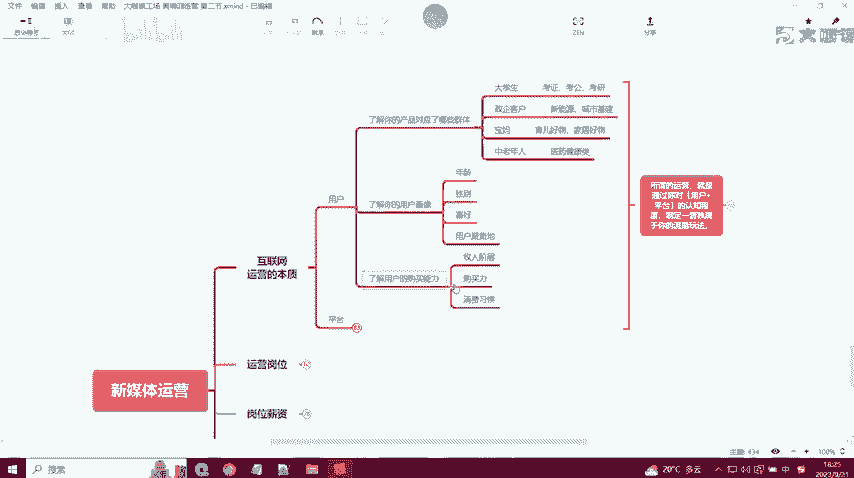 文件 编辑 插入 查看 帮助
ZEN
分享
大学生 考证、考公、考研
政企客户 新能源、城市基建
了解你的产品对应了哪些群体
宝妈 育儿好物、家居好物
中老年人 医药健康类
年龄
用户
性别
了解你的用户画像
喜好
用户聚集地
互联网
运营的本质
收入阶层
了解用户的购买能力
购买力
消费习惯
平台
所谓的运营，就是
通过你对【用户+
平台】的认知程
度，制定一套独属
于你的
玩法。
新媒体运营
运营岗位
岗位薪资
100%
搜索
20°C 多云
中
16:25
2023/9/21